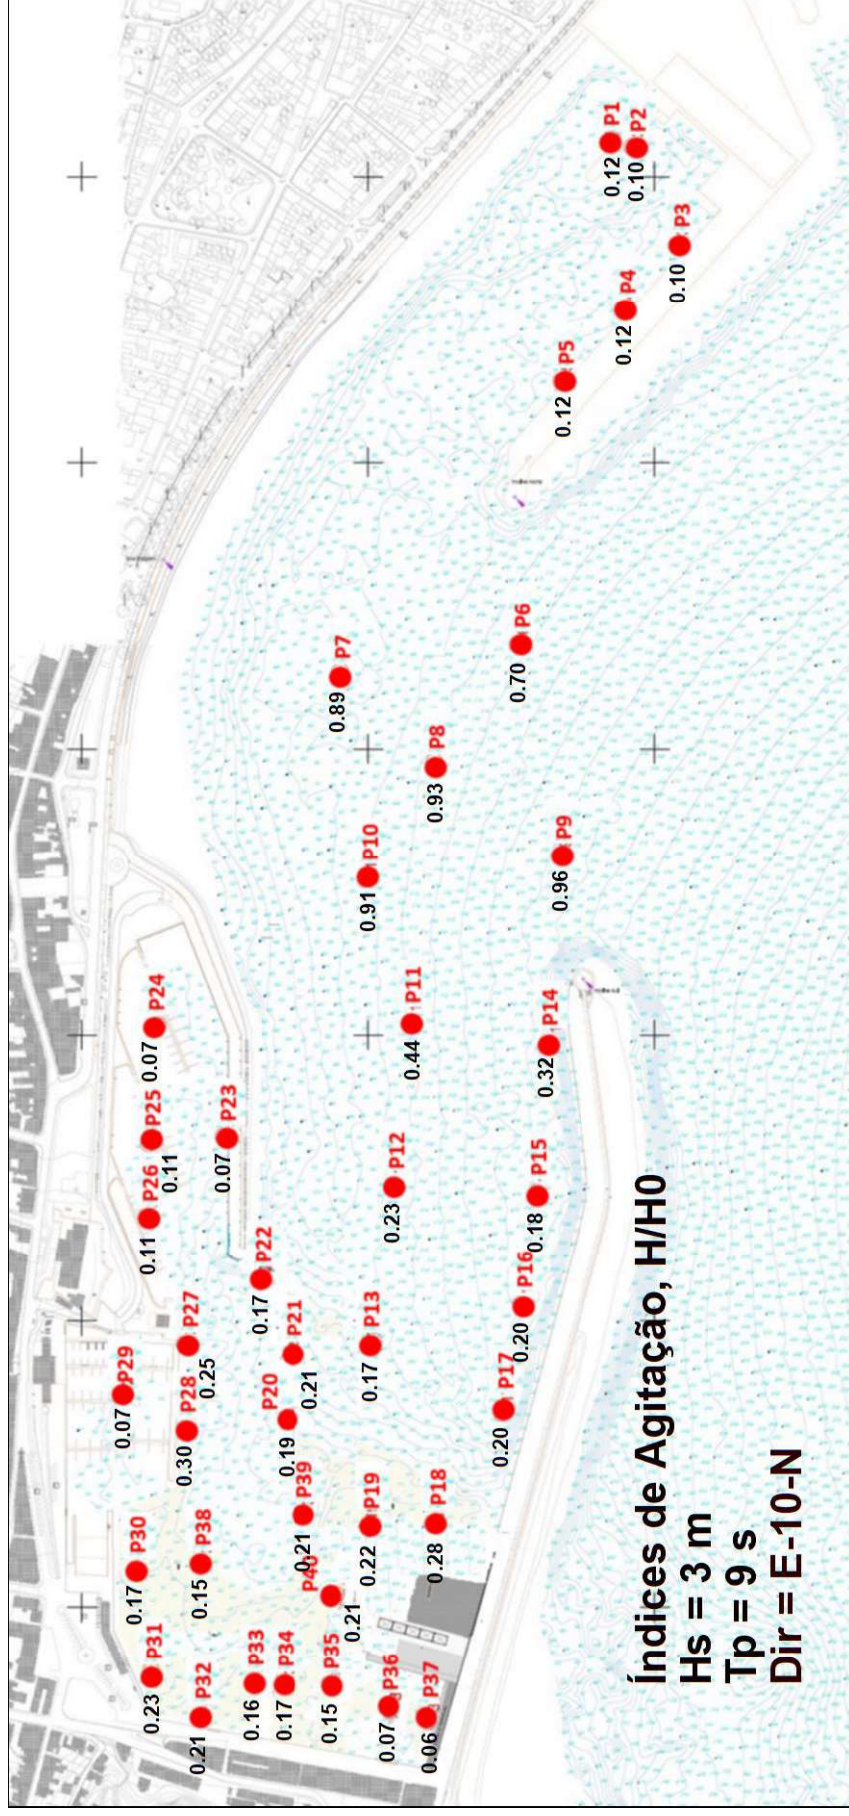 P1
0.12
P2
0.10
P3
0.10
P4
0.12
P5
0.12
P6
0.70
P7
0.89
P8
0.93
P9
0.96
P10
0.91
P11
0.44
P12
0.23
P13
0.17
P14
0.32
P15
0.18
P16
0.20
P17
0.20
P18
0.28
P19
0.22
P20
0.19
P21
0.21
P22
0.17
P23
0.07
P24
0.07
P25
0.11
P26
0.11
P27
0.25
P28
0.30
P29
0.07
P30
0.17
P31
0.23
P32
0.21
P33
0.16
P34
0.17
P35
0.15
P36
0.07
P37
0.06
P38
0.15
P39
0.21
P40
0.21
Índices de Agitação, H/H0
Hs = 3 m
Tp = 9 s
Dir = E-10-N